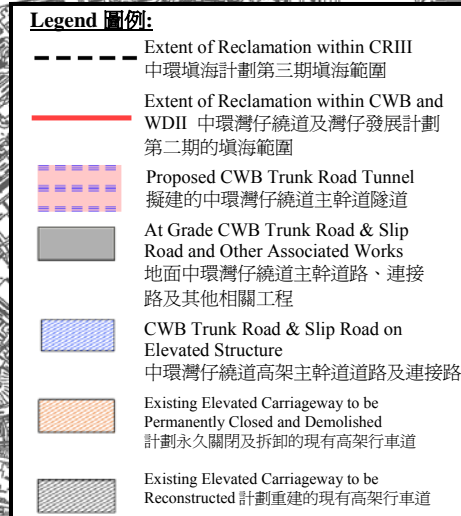 Legend 圖例:
Extent of Reclamation within CRIII
中環填海計劃第三期填海範圍
Extent of Reclamation within CWB and
WDII 中環灣仔繞道及灣仔發展計劃
第二期的填海範圍
Proposed CWB Trunk Road Tunnel
擬建的中環灣仔繞道主幹道隧道
At Grade CWB Trunk Road & Slip
Road and Other Associated Works
地面中環灣仔繞道主幹道路、連接
路及其他相關工程
CWB Trunk Road & Slip Road on
Elevated Structure
中環灣仔繞道高架主幹道道路及連接路
Existing Elevated Carriageway to be
Permanently Closed and Demolished
計劃永久關閉及拆卸的現有高架行車道
Existing Elevated Carriageway to be
Reconstructed 計劃重建的現有高架行車道